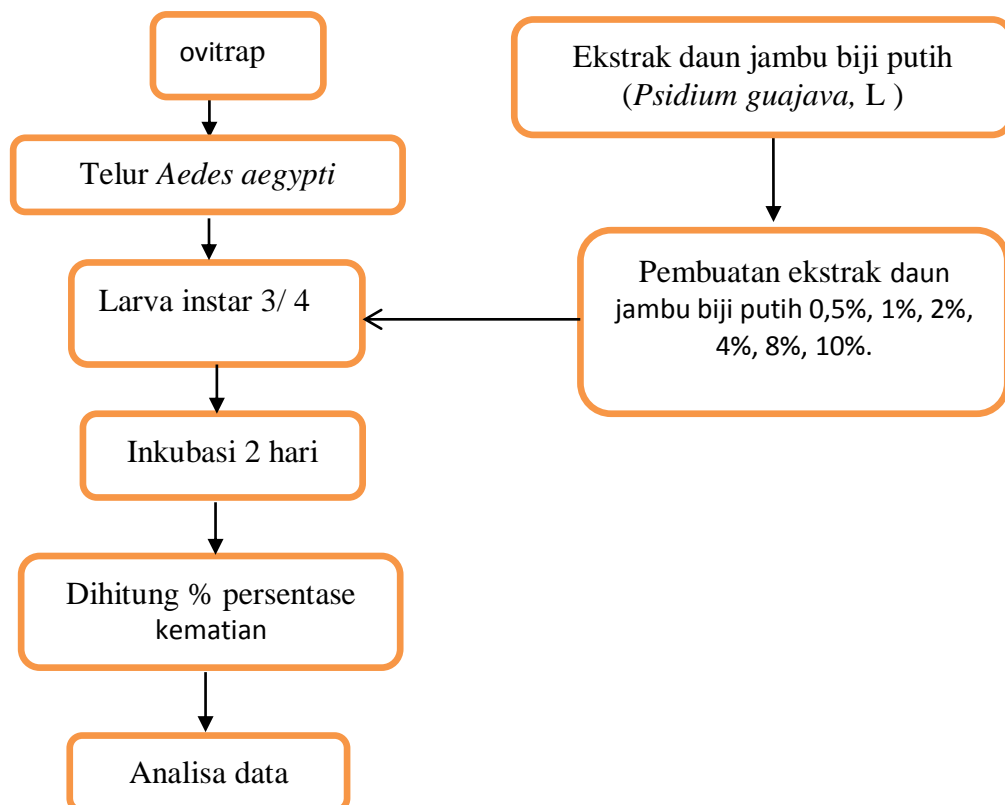 ovitrap
Telur Aedes aegypti
Larva instar 3/ 4
Inkubasi 2 hari
Dihitung % persentase
kematian
Analisa data
Ekstrak daun jambu biji putih
(Psidium guajava, L )
Pembuatan ekstrak daun
jambu biji putih 0,5%, 1%, 2%,
4%, 8%, 10%.